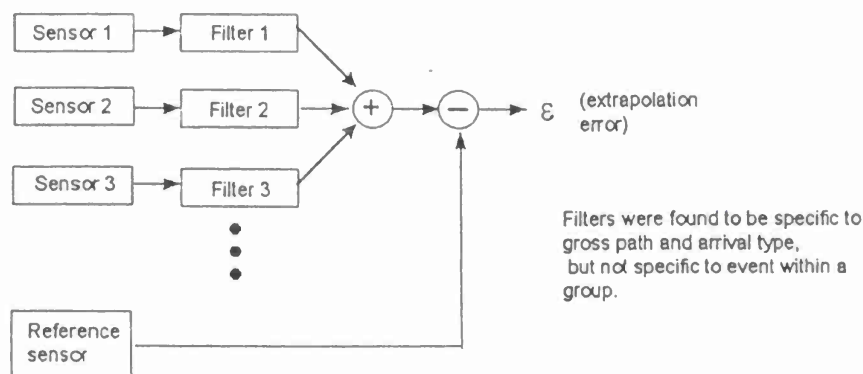 Sensor 1
Filter 1
Sensor 2
Filter 2
+
−
ε
(extrapolation
error)
Sensor 3
Filter 3
Filters were found to be specific to
gross path and arrival type,
but not specific to event within a
group.
Reference
sensor